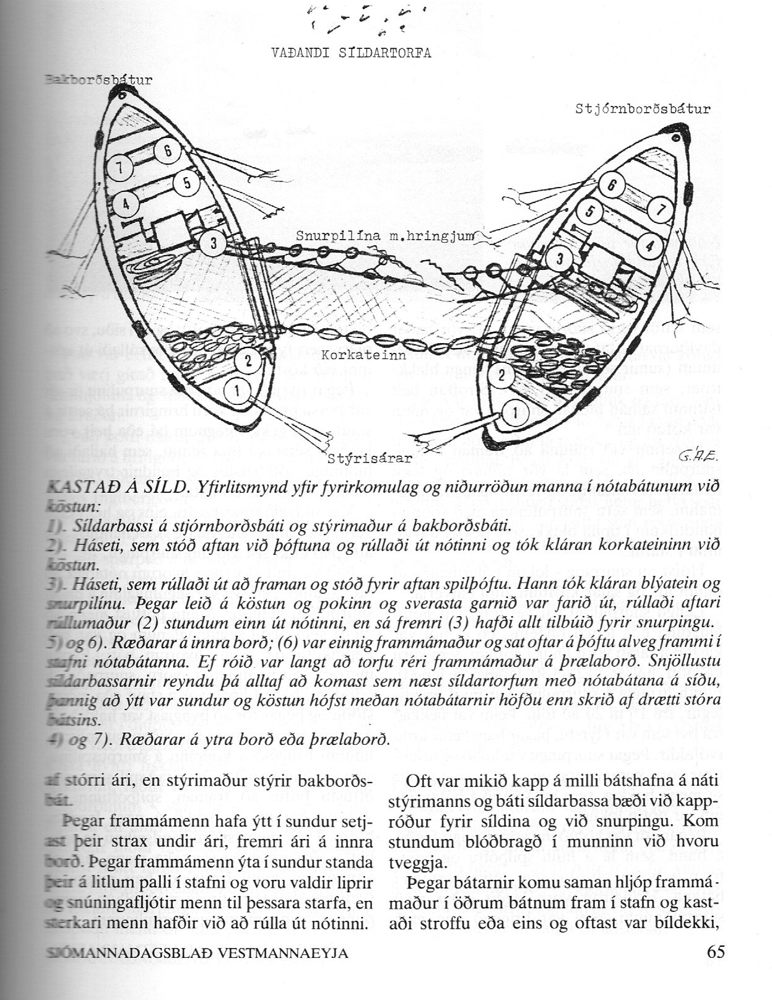 VAÐANDI SÍLDARTORFA
Bakborðsbátur
Stjórnborðsbátur
7
6
5
4
3
2
1
6
7
5
4
3
2
1
Snurpilína m.hringjum
Korkateinn
Stýrisárar
G.Á.E.
KASTAÐ Á SÍLD. Yfirlitsmynd yfir fyrirkomulag og niðurröðun manna í nótabátunum við
köstun:
1). Síldarbassi á stjórnborðsbáti og stýrimaður á bakborðsbáti.
2). Háseti, sem stóð aftan við þóftuna og rúllaði út nótinni og tók kláran korkateininn við
köstun.
3). Háseti, sem rúllaði út að framan og stóð fyrir aftan spilþóftu. Hann tók kláran blýatein og
snurpilínu. Þegar leið á köstun og pokinn og sverasta garnið var farið út, rúllaði aftari
rúllumaður (2) stundum einn út nótinni, en sá fremri (3) hafði allt tilbúið fyrir snurpingu.
5) og 6). Ræðarar á innra borð; (6) var einnig frammámaður og sat oftar á þóftu alveg frammi í
stafni nótabátanna. Ef róið var langt að torfu réri frammámaður á þrælaborð. Snjöllustu
síldarbassarnir reyndu þá alltaf að komast sem næst síldartorfum með nótabátana á síðu,
þannig að ýtt var sundur og köstun hófst meðan nótabátarnir höfðu enn skrið af drætti stóra
bátsins.
4) og 7). Ræðarar á ytra borð eða þrælaborð.
af stórri ári, en stýrimaður stýrir bakborðs-
bát.
Þegar frammámenn hafa ýtt í sundur setj-
ast þeir strax undir ári, fremri ári á innra
borð. Þegar frammámenn ýta í sundur standa
þeir á litlum palli í stafni og voru valdir liprir
og snúningafljótir menn til þessara starfa, en
sterkari menn hafðir við að rúlla út nótinni.
Oft var mikið kapp á milli bátshafna á náti
stýrimanns og báti síldarbassa bæði við kapp-
róður fyrir síldina og við snurpingu. Kom
stundum blóðbragð í munninn við hvoru
tveggja.
Þegar bátarnir komu saman hljóp frammá-
maður í öðrum bátnum fram í stafn og kast-
aði stroffu eða eins og oftast var bíldekki,
SJÓMANNADAGSBLAÐ VESTMANNAEYJA
65